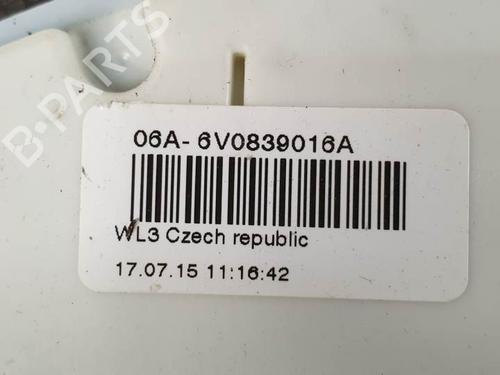 B-PARTS
06A- 6V0839016A
WL3 Czech republic
17.07.15 11:16:42